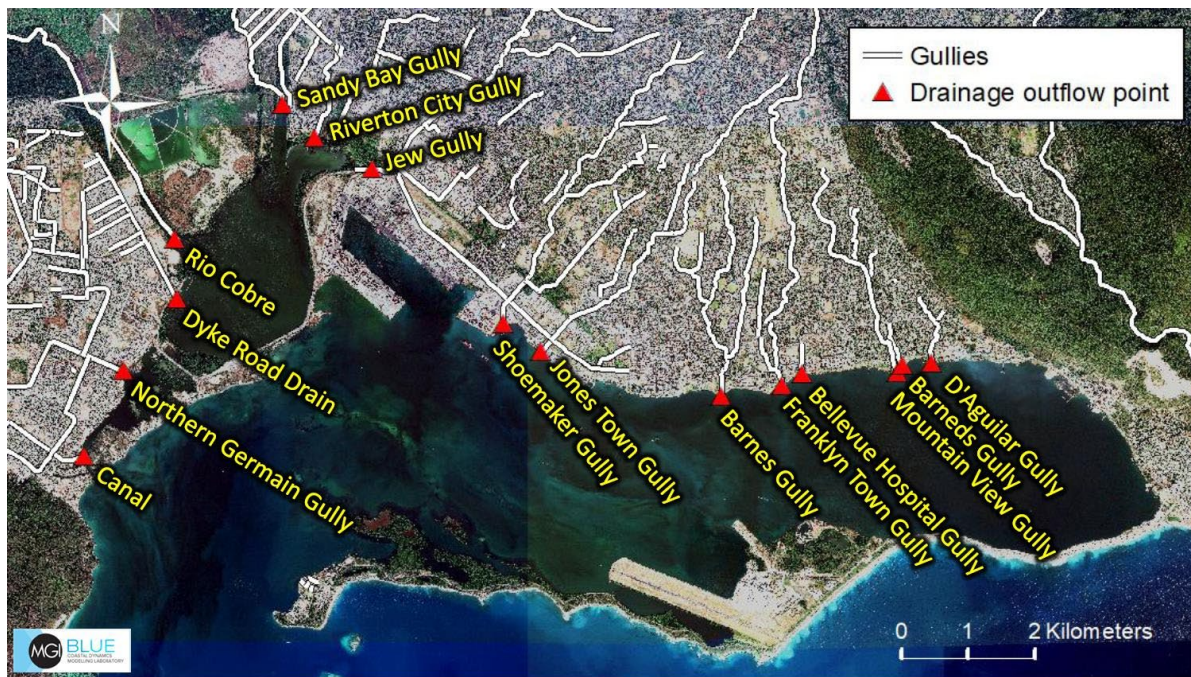 N
Gullies
Drainage outflow point
Sandy Bay Gully
Riverton City Gully
Jew Gully
Rio Cobre
Dyke Road Drain
Northern Germain Gully
Canal
Shoemaker Gully
Jones Town Gully
Barnes Gully
Franklyn Town Gully
Bellevue Hospital Gully
Mountain View Gully
Barneds Gully
D'Aguilar Gully
0 1 2 Kilometers
MGI BLUE
COASTAL DYNAMICS
MODELLING LABORATORY